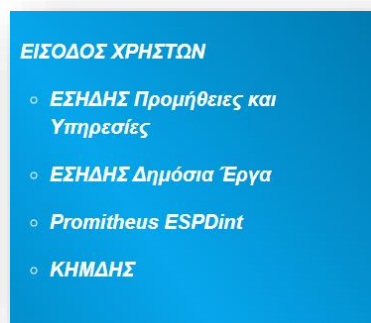 ΕΙΣΟΔΟΣ ΧΡΗΣΤΩΝ
ΕΣΗΔΗΣ Προμήθειες και
Υπηρεσίες
ΕΣΗΔΗΣ Δημόσια Έργα
Promitheus ESPDint
ΚΗΜΔΗΣ